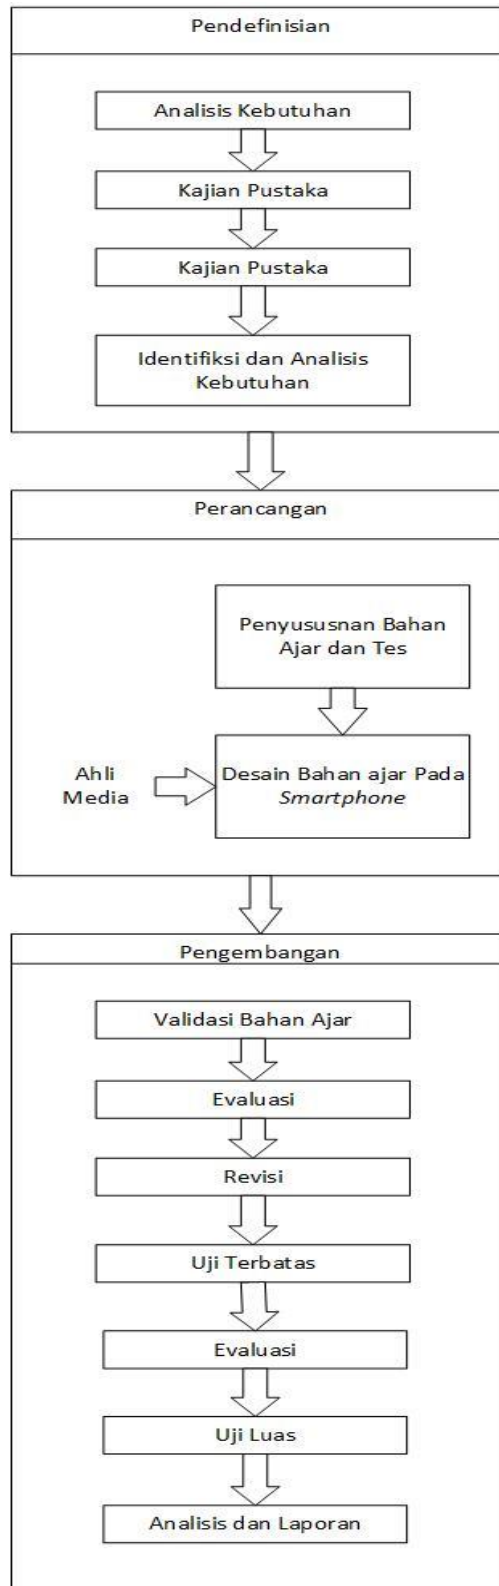 Pendefinisian
Analisis Kebutuhan
Kajian Pustaka
Kajian Pustaka
Identifiksi dan Analisis
Kebutuhan
Perancangan
Penyususnan Bahan
Ajar dan Tes
Ahli
Media
Desain Bahan ajar Pada
Smartphone
Pengembangan
Validasi Bahan Ajar
Evaluasi
Revisi
Uji Terbatas
Evaluasi
Uji Luas
Analisis dan Laporan